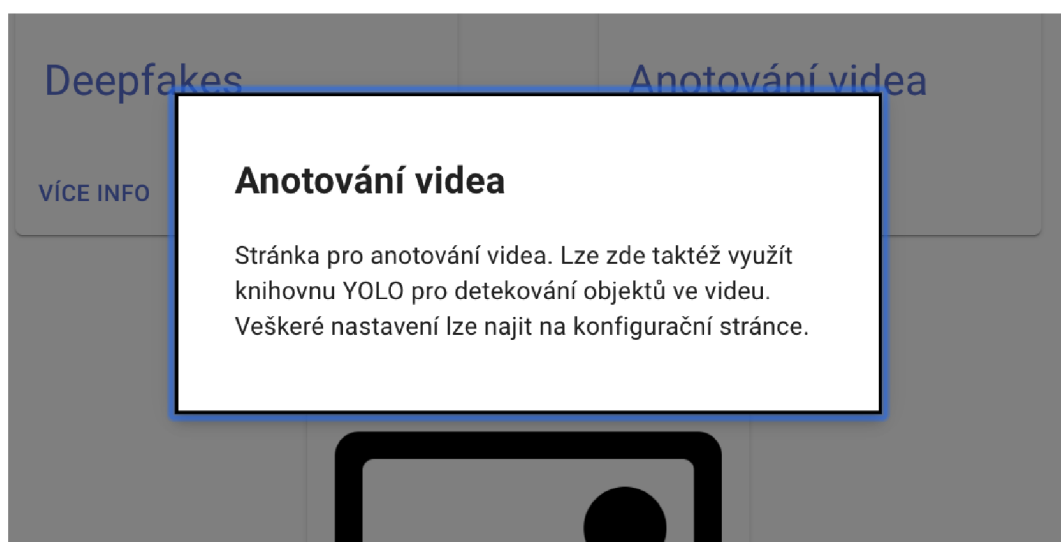 Deepfakes
Anotování videa
VÍCE INFO
Anotování videa
Stránka pro anotování videa. Lze zde taktéž využít
knihovnu YOLO pro detekování objektů ve videu.
Veškeré nastavení lze najit na konfigurační stránce.